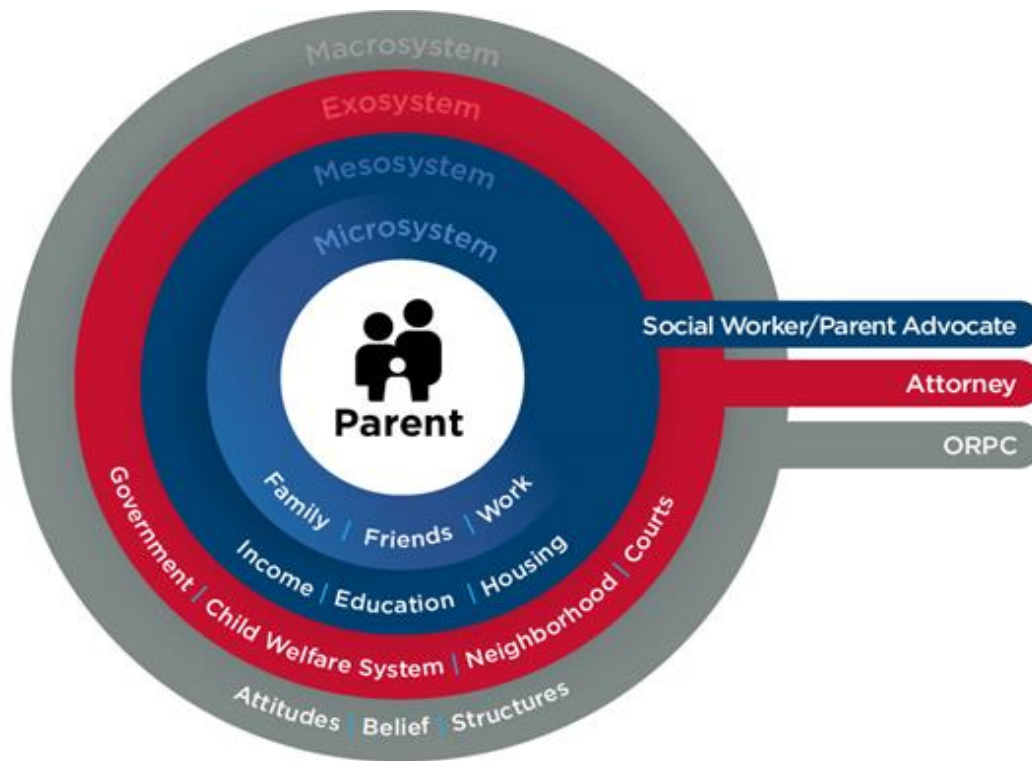 Macrosystem
Exosystem
Mesosystem
Microsystem
Parent
Family | Friends | Work
Income | Education | Housing
Government | Child Welfare System | Neighborhood | Courts
Attitudes | Belief | Structures
Social Worker/Parent Advocate
Attorney
ORPC